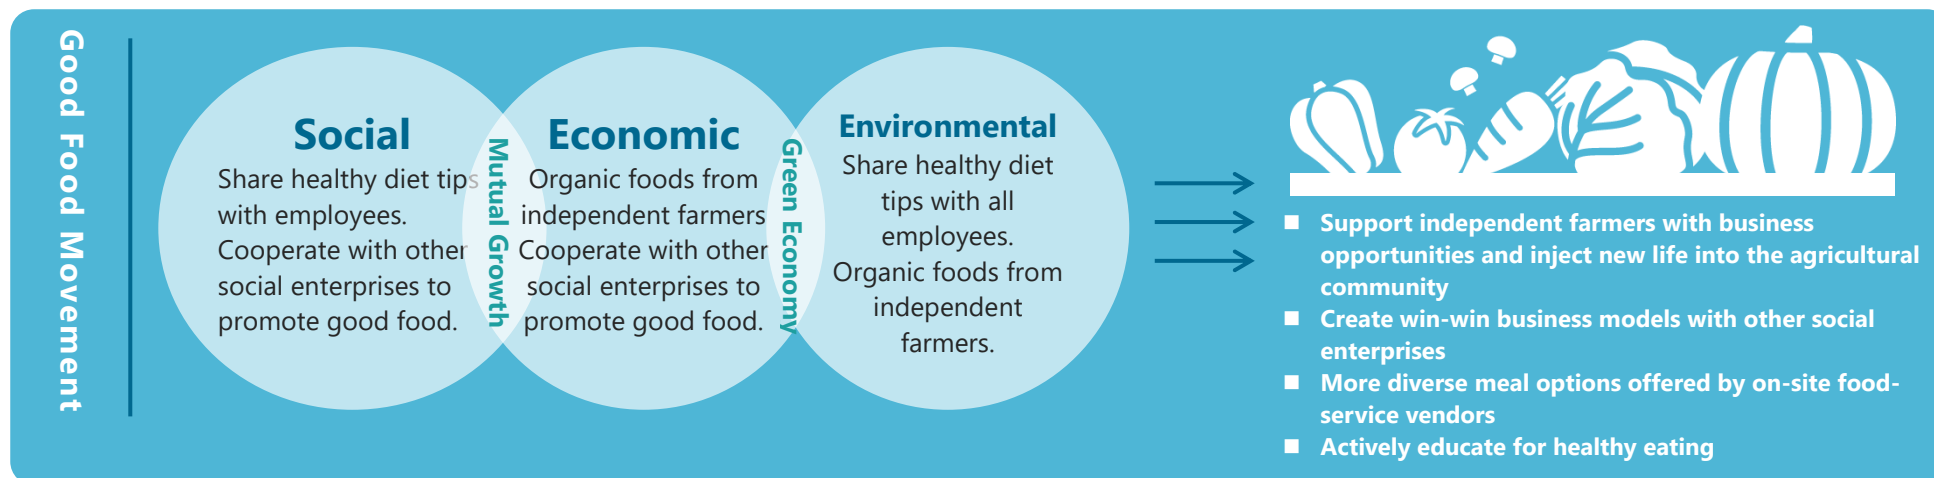 Good Food Movement
Social
Share healthy diet tips
with employees.
Cooperate with other
social enterprises to
promote good food.
Mutual Growth
Economic
Organic foods from
independent farmers
Cooperate with other
social enterprises to
promote good food.
Green Economy
Environmental
Share healthy diet
tips with all
employees.
Organic foods from
independent
farmers.
■ Support independent farmers with business
opportunities and inject new life into the agricultural
community
■ Create win-win business models with other social
enterprises
■ More diverse meal options offered by on-site food-
service vendors
■ Actively educate for healthy eating